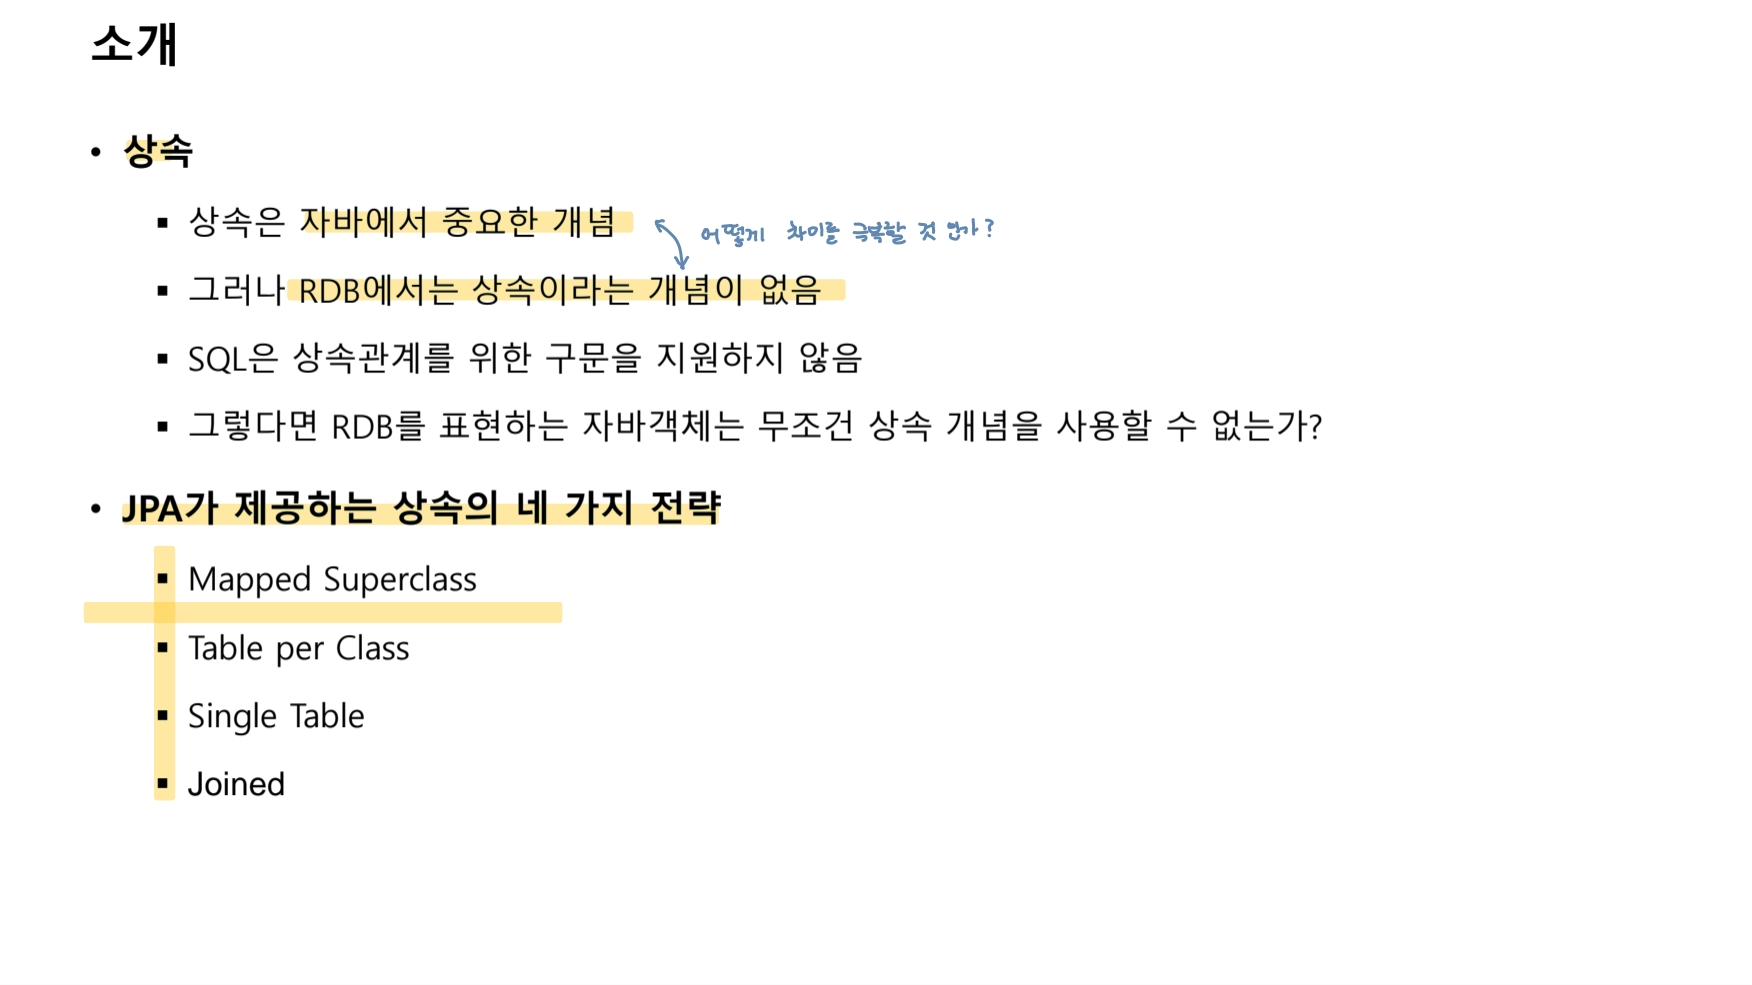 소개
• 상속
▪ 상속은 자바에서 중요한 개념
어떻게 차이를 극복할 것 인가?
▪ 그러나 RDB에서는 상속이라는 개념이 없음
▪ SQL은 상속관계를 위한 구문을 지원하지 않음
▪ 그렇다면 RDB를 표현하는 자바객체는 무조건 상속 개념을 사용할 수 없는가?
• JPA가 제공하는 상속의 네 가지 전략
▪ Mapped Superclass
▪ Table per Class
▪ Single Table
▪ Joined